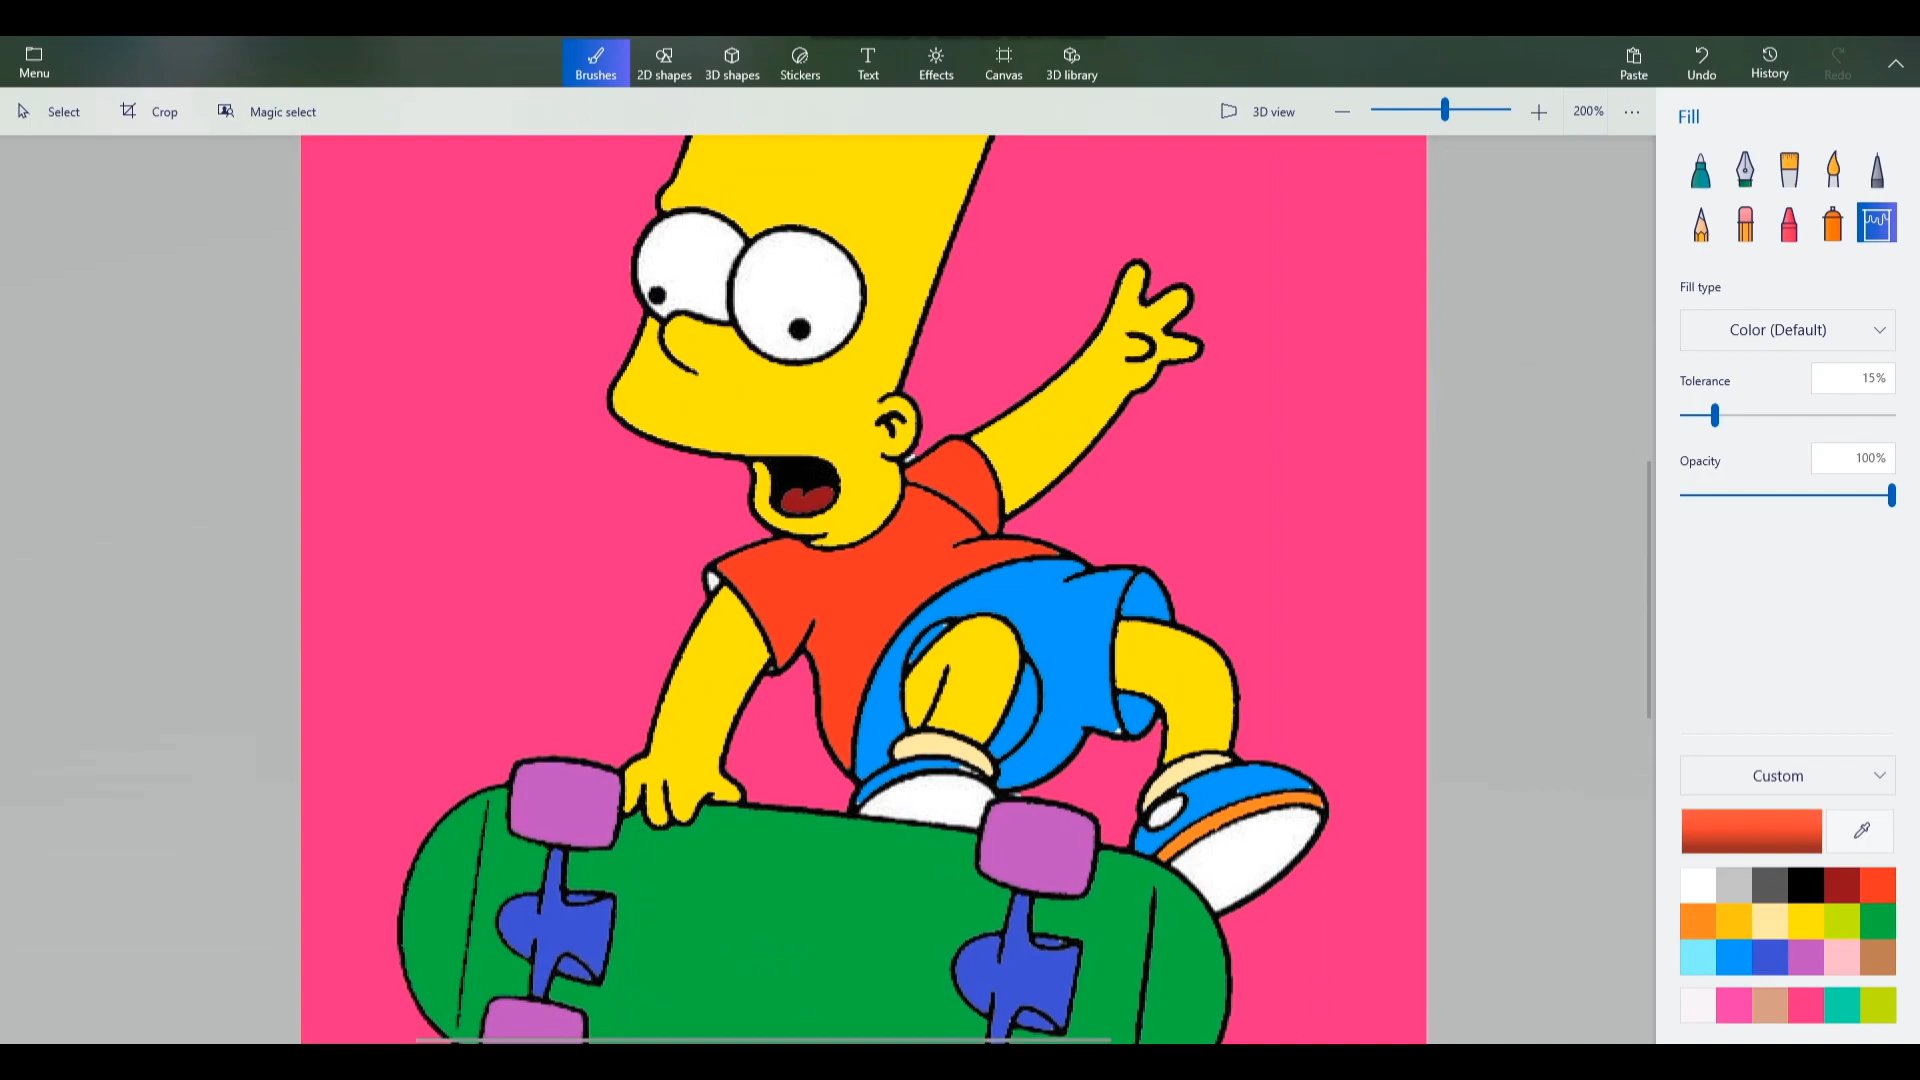 Menu
Brushes
2D shapes
3D shapes
Stickers
Text
Effects
Canvas
3D library
Paste
Undo
History
Redo
Select
Crop
Magic select
3D view
200%
Fill
Fill type
Color (Default)
Tolerance
15%
Opacity
100%
Custom